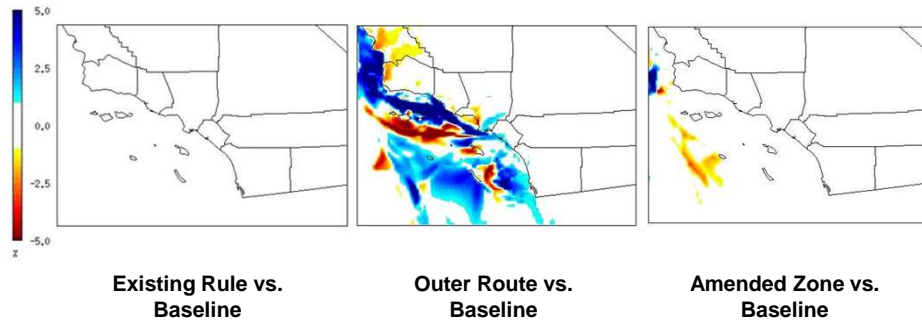 5.0
2.5
0.0
-2.5
-5.0
%
Existing Rule vs.
Baseline
Outer Route vs.
Baseline
Amended Zone vs.
Baseline